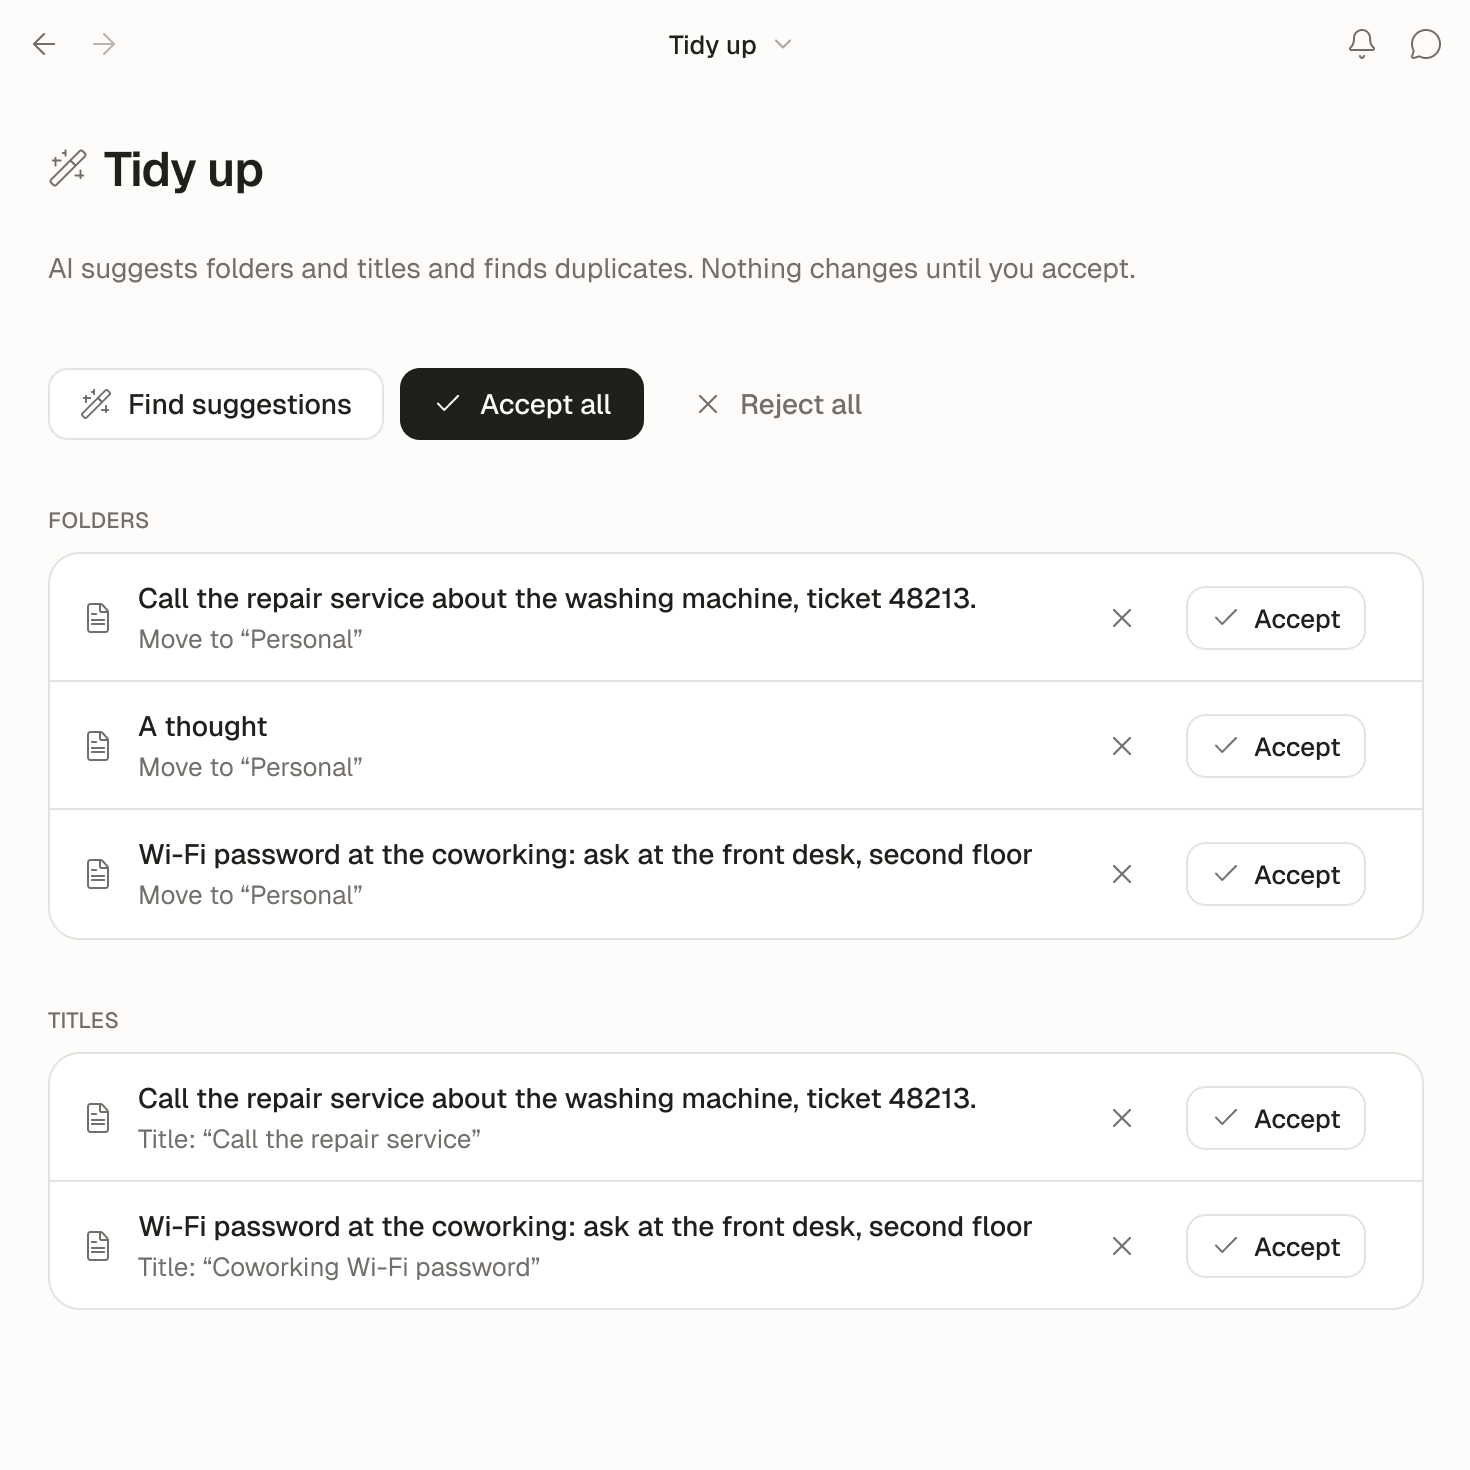 Tidy up
Tidy up
AI suggests folders and titles and finds duplicates. Nothing changes until you accept.
Find suggestions
Accept all
Reject all
FOLDERS
Call the repair service about the washing machine, ticket 48213.
Move to “Personal”
Accept
A thought
Move to “Personal”
Accept
Wi-Fi password at the coworking: ask at the front desk, second floor
Move to “Personal”
Accept
TITLES
Call the repair service about the washing machine, ticket 48213.
Title: “Call the repair service”
Accept
Wi-Fi password at the coworking: ask at the front desk, second floor
Title: “Coworking Wi-Fi password”
Accept